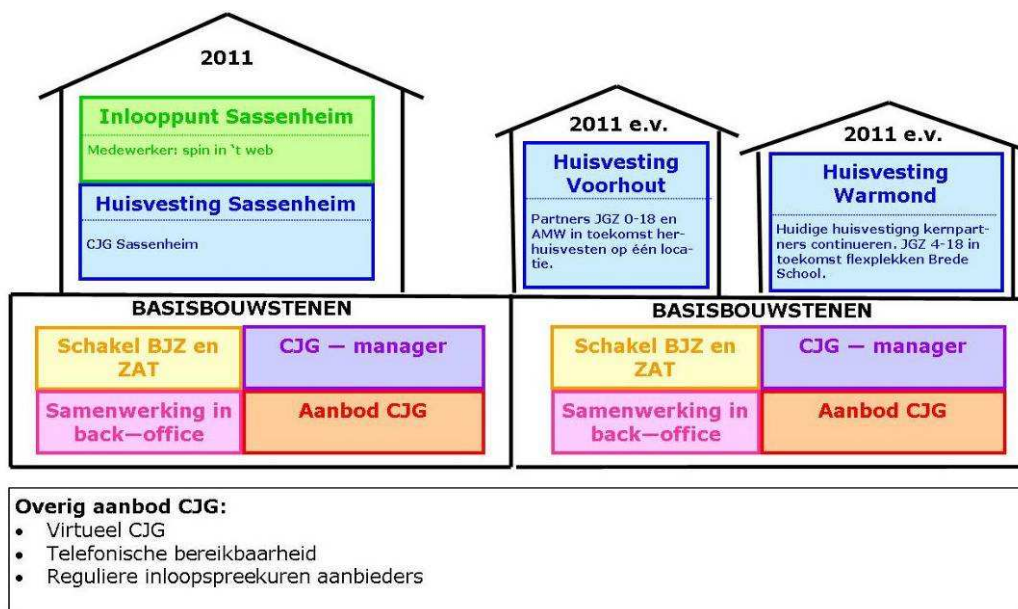 2011
Inlooppunt Sassenheim
Medewerker: spin in 't web
Huisvesting Sassenheim
CJG Sassenheim
2011 e.v.
Huisvesting
Voorhout
Partners JGZ 0-18 en
AMW in toekomst her-
huisvesten op één loca-
tie.
2011 e.v.
Huisvesting
Warmond
Huidige huisvestigng kernpart-
ners continueren. JGZ 4-18 in
toekomst flexplekken Brede
School.
BASISBOUWSTENEN
Schakel BJZ en
ZAT
CJG — manager
Samenwerking in
back—office
Aanbod CJG
BASISBOUWSTENEN
Schakel BJZ en
ZAT
CJG — manager
Samenwerking in
back—office
Aanbod CJG
Overig aanbod CJG:
• Virtueel CJG
• Telefonische bereikbaarheid
• Reguliere inloopspreekuren aanbieders